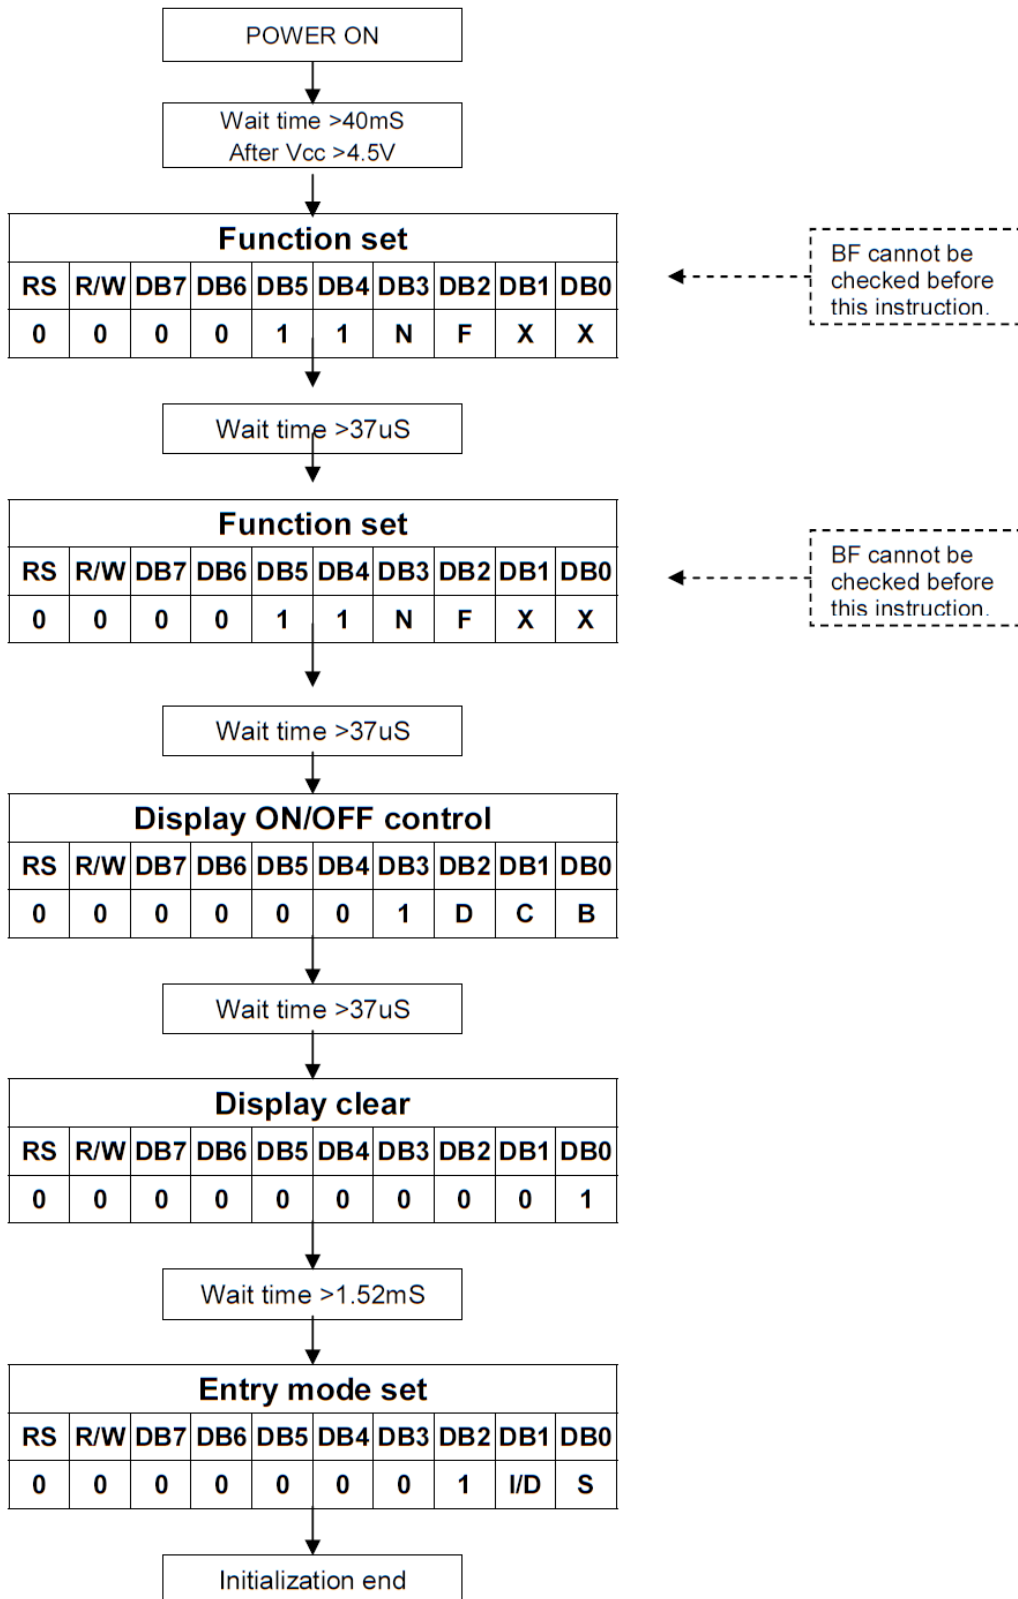 POWER ON
Wait time >40mS
After Vcc >4.5V
Function set
RS R/W DB7 DB6 DB5 DB4 DB3 DB2 DB1 DB0
0 0 0 0 1 1 N F X X
BF cannot be
checked before
this instruction.
Wait time >37uS
Function set
RS R/W DB7 DB6 DB5 DB4 DB3 DB2 DB1 DB0
0 0 0 0 1 1 N F X X
BF cannot be
checked before
this instruction.
Wait time >37uS
Display ON/OFF control
RS R/W DB7 DB6 DB5 DB4 DB3 DB2 DB1 DB0
0 0 0 0 0 0 1 D C B
Wait time >37uS
Display clear
RS R/W DB7 DB6 DB5 DB4 DB3 DB2 DB1 DB0
0 0 0 0 0 0 0 0 0 1
Wait time >1.52mS
Entry mode set
RS R/W DB7 DB6 DB5 DB4 DB3 DB2 DB1 DB0
0 0 0 0 0 0 0 1 I/D S
Initialization end